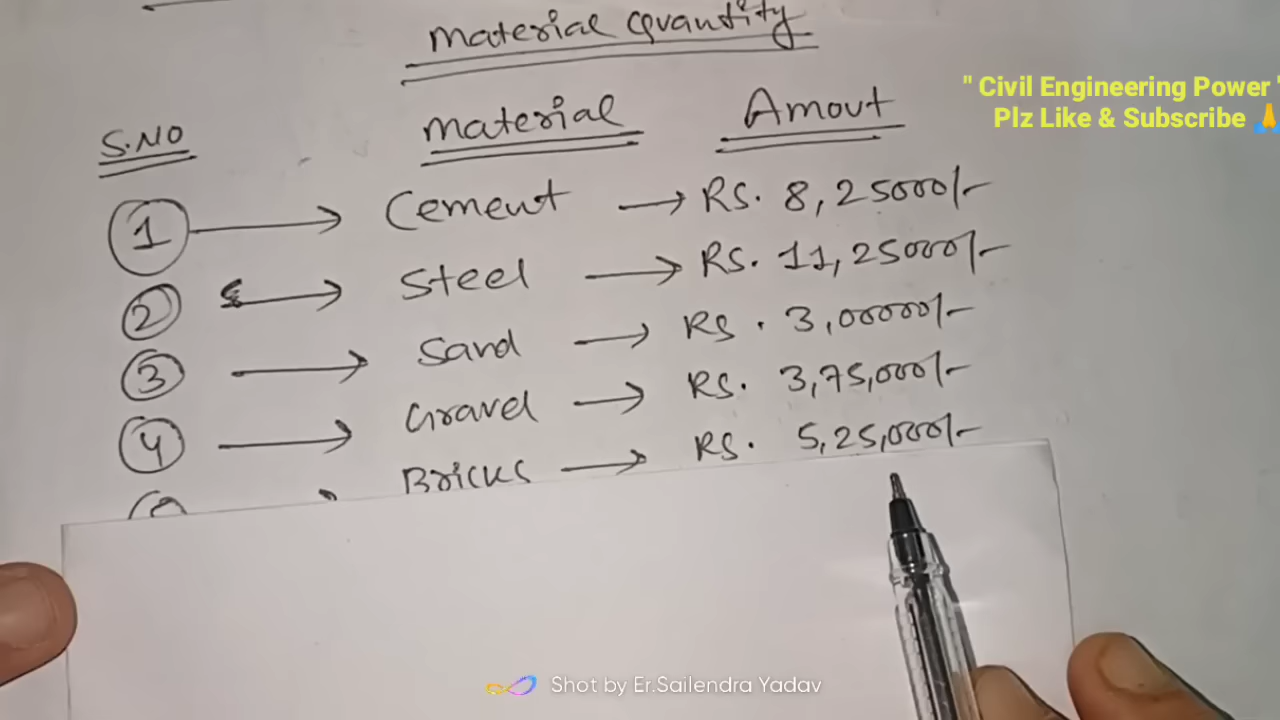 Material Quantity
" Civil Engineering Power "
Plz Like & Subscribe 🙏
S.NO Material Amout
1 → Cement → RS. 8,25000/-
2 → Steel → RS. 11,25000/-
3 → Sand → RS. 3,00000/-
4 → Gravel → RS. 3,75,000/-
Bricks → RS. 5,25,000/-
Shot by Er.Sailendra Yadav